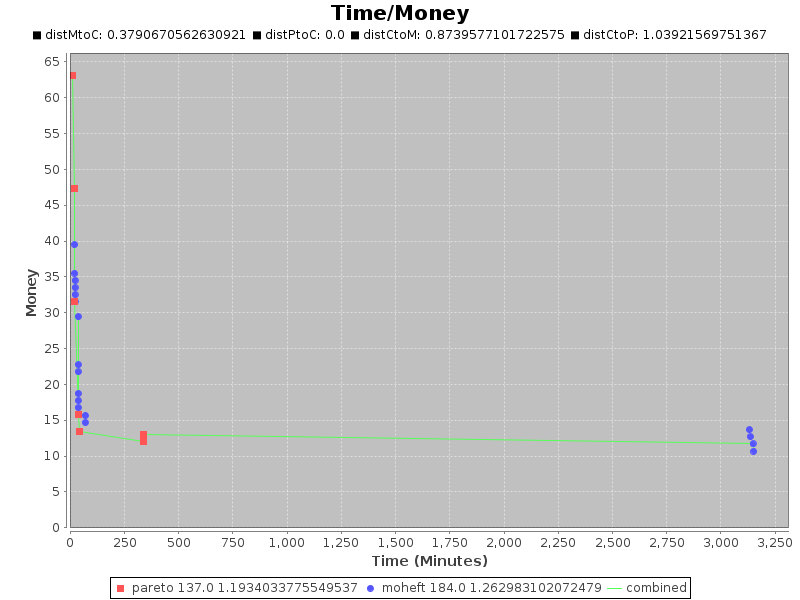 Time/Money
distMtoC: 0.3790670562630921 distPtoC: 0.0 distCtoM: 0.8739577101722575 distCtoP: 1.03921569751367
65
60
55
50
45
40
35
30
25
20
15
10
5
0
Money
0 250 500 750 1,000 1,250 1,500 1,750 2,000 2,250 2,500 2,750 3,000 3,250
Time (Minutes)
pareto 137.0 1.1934033775549537 moheft 184.0 1.262983102072479 combined